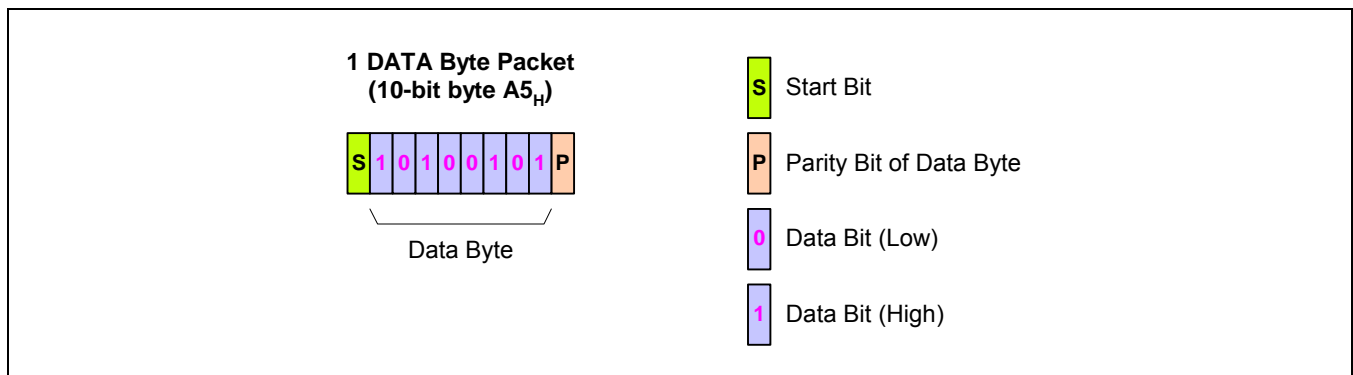 1 DATA Byte Packet
(10-bit byte A5H)
S 1 0 1 0 0 1 0 1 P
Data Byte
S Start Bit
P Parity Bit of Data Byte
0 Data Bit (Low)
1 Data Bit (High)